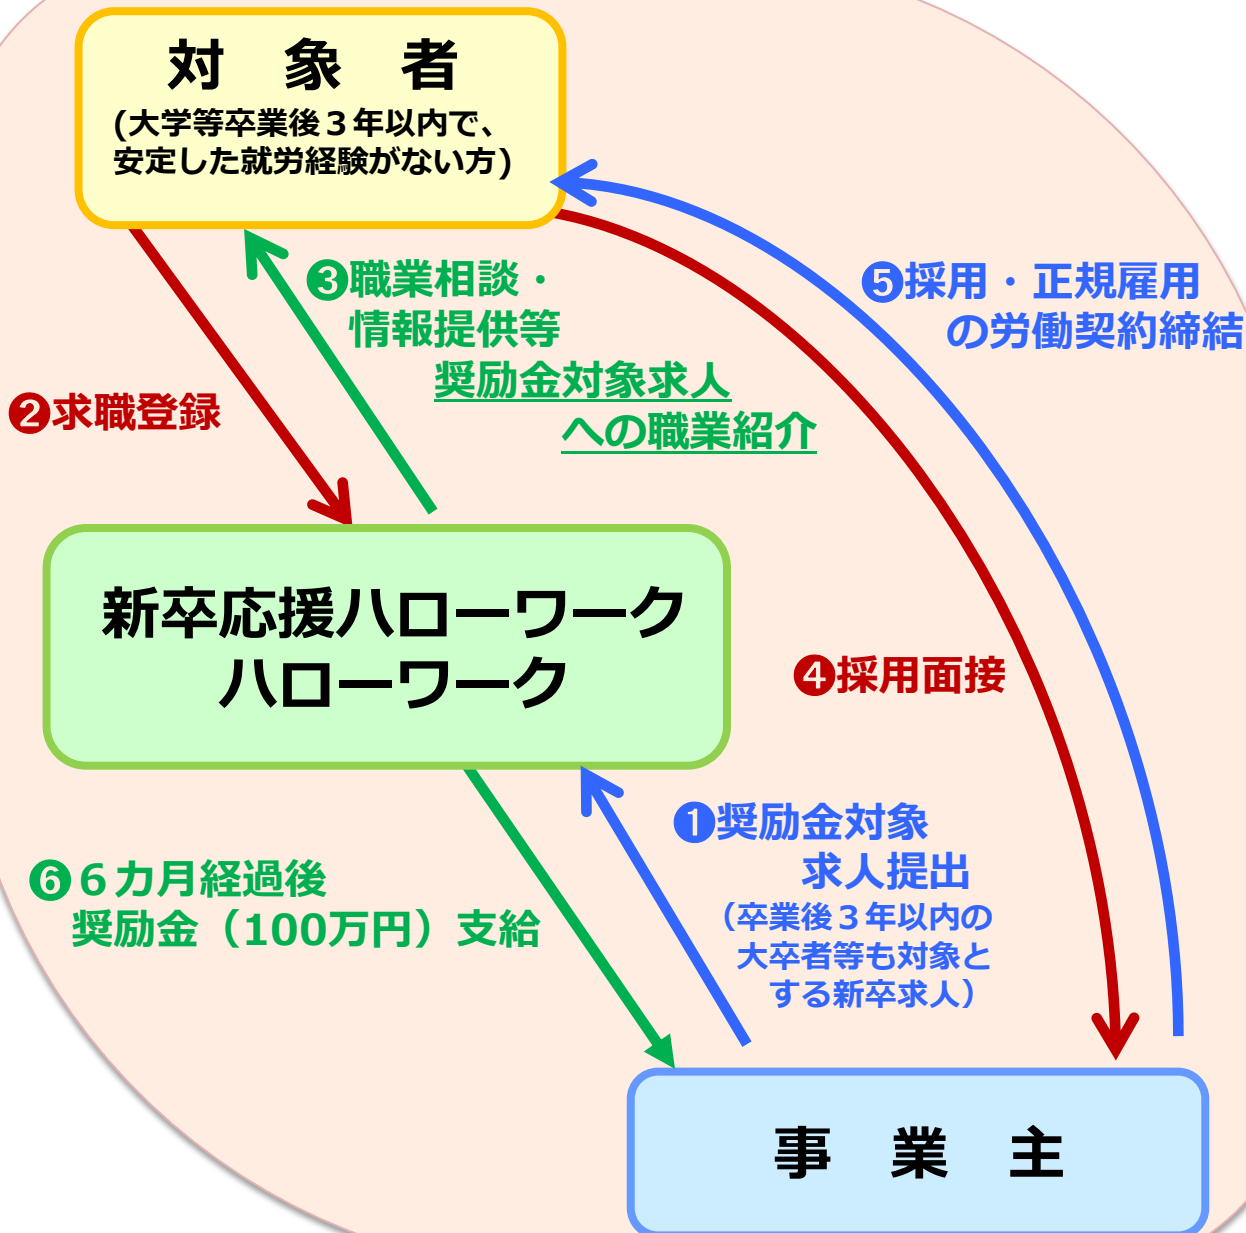 対　象　者
(大学等卒業後３年以内で、
安定した就労経験がない方)
❸職業相談・
情報提供等
奨励金対象求人
への職業紹介
❺採用・正規雇用
の労働契約締結
❷求職登録
新卒応援ハローワーク
ハローワーク
❹採用面接
❶奨励金対象
求人提出
（卒業後３年以内の
大卒者等も対象と
する新卒求人）
❻６カ月経過後
奨励金（100万円）支給
事　業　主